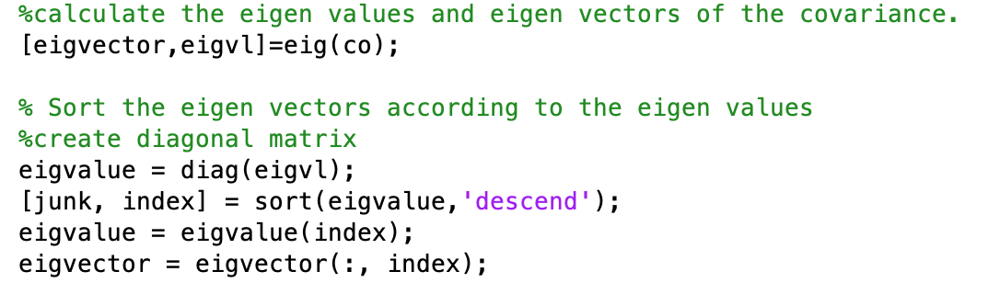 %calculate the eigen values and eigen vectors of the covariance.
[eigvector,eigvl]=eig(co);
% Sort the eigen vectors according to the eigen values
%create diagonal matrix
eigvalue = diag(eigvl);
[junk, index] = sort(eigvalue,'descend');
eigvalue = eigvalue(index);
eigvector = eigvector(:, index);